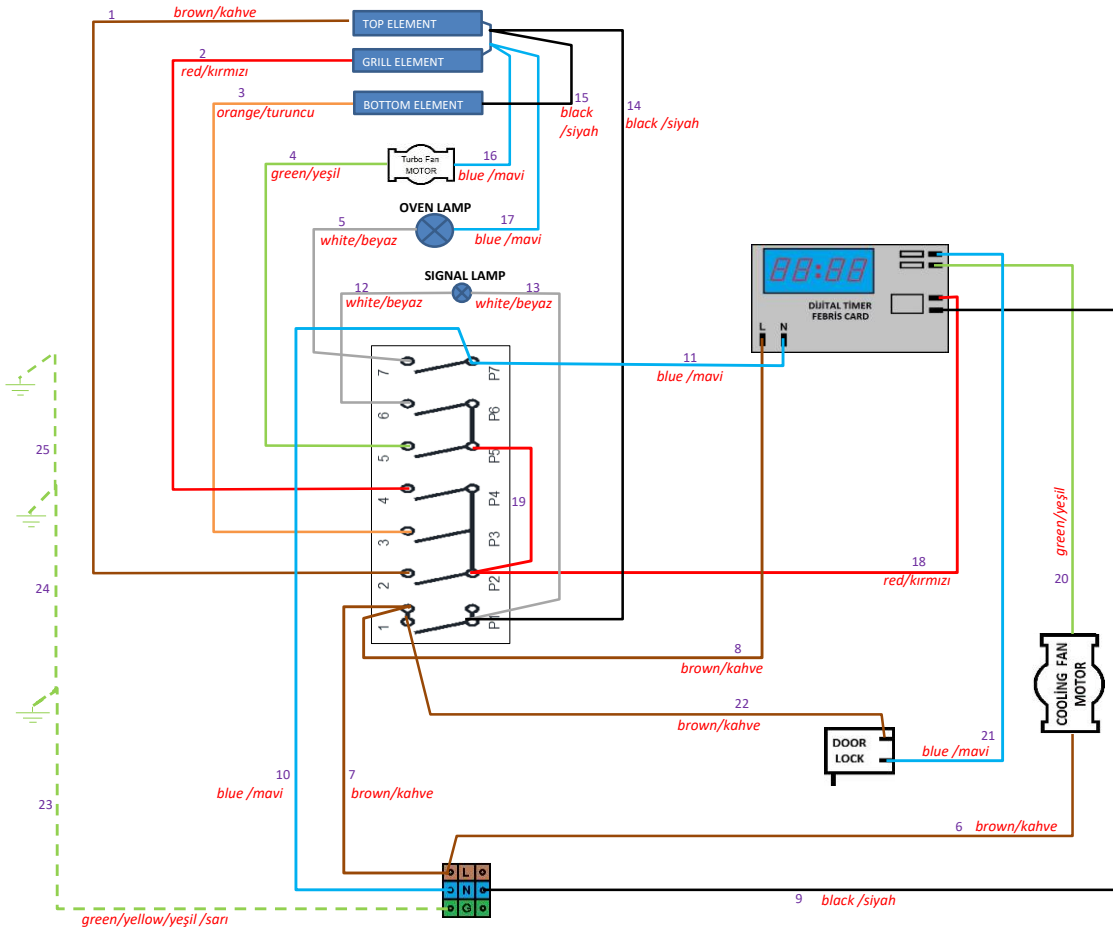 1
brown/kahve
TOP ELEMENT
2
red/kırmızı
GRILL ELEMENT
3
orange/turuncu
BOTTOM ELEMENT
15
black
/siyah
14
black /siyah
4
green/yeşil
Turbo Fan
MOTOR
16
blue /mavi
OVEN LAMP
5
white/beyaz
17
blue /mavi
SIGNAL LAMP
12
white/beyaz
13
white/beyaz
88:88
DİJİTAL TİMER
FEBRİS CARD
L N
11
blue /mavi
7 P7
6 P6
5 P5
4 P4
3 P3
2 P2
1 P1
19
18
red/kırmızı
25
24
23
green/yeşil
20
8
brown/kahve
22
brown/kahve
COOLİNG FAN
MOTOR
DOOR
LOCK
21
blue /mavi
10
blue /mavi
7
brown/kahve
6 brown/kahve
L
N
G
9 black /siyah
green/yellow/yeşil /sarı